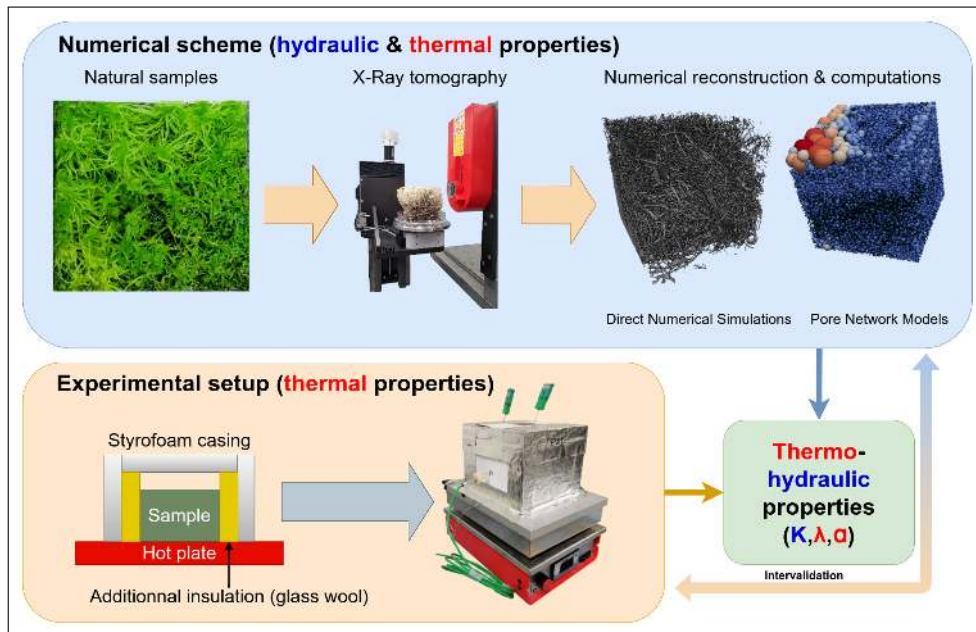 Numerical scheme (hydraulic & thermal properties)
Natural samples
X-Ray tomography
Numerical reconstruction & computations
Direct Numerical Simulations
Pore Network Models
Experimental setup (thermal properties)
Styrofoam casing
Sample
Hot plate
Additionnal insulation (glass wool)
Thermo-
hydraulic
properties
(K,λ,α)
Intervalidation